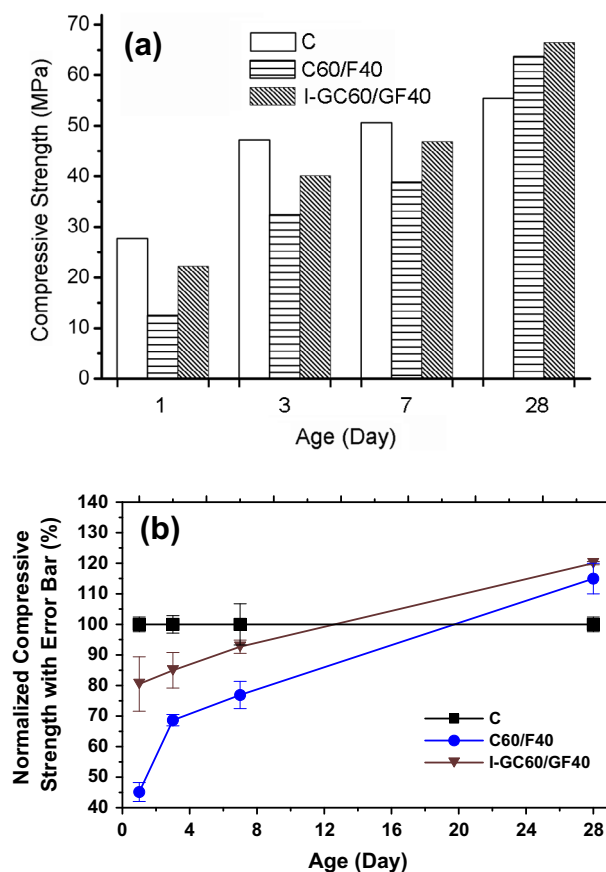 (a)
C
C60/F40
I-GC60/GF40
70
60
50
40
30
20
10
0
Compressive Strength (MPa)
1 3 7 28
Age (Day)
(b)
140
130
120
110
100
90
80
70
60
50
40
Normalized Compressive
Strength with Error Bar (%)
C
C60/F40
I-GC60/GF40
0 4 8 12 16 20 24 28
Age (Day)